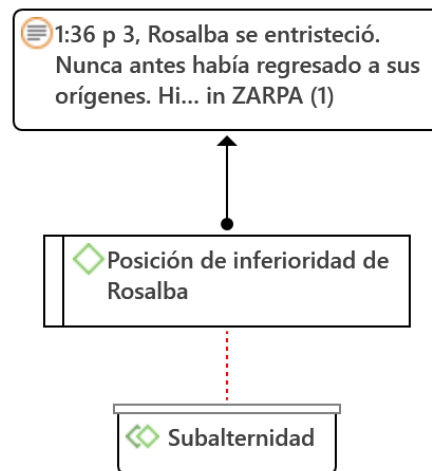 1:36 p 3, Rosalba se entristeció.
Nunca antes había regresado a sus
orígenes. Hi... in ZARPA (1)
Posición de inferioridad de
Rosalba
Subalternidad